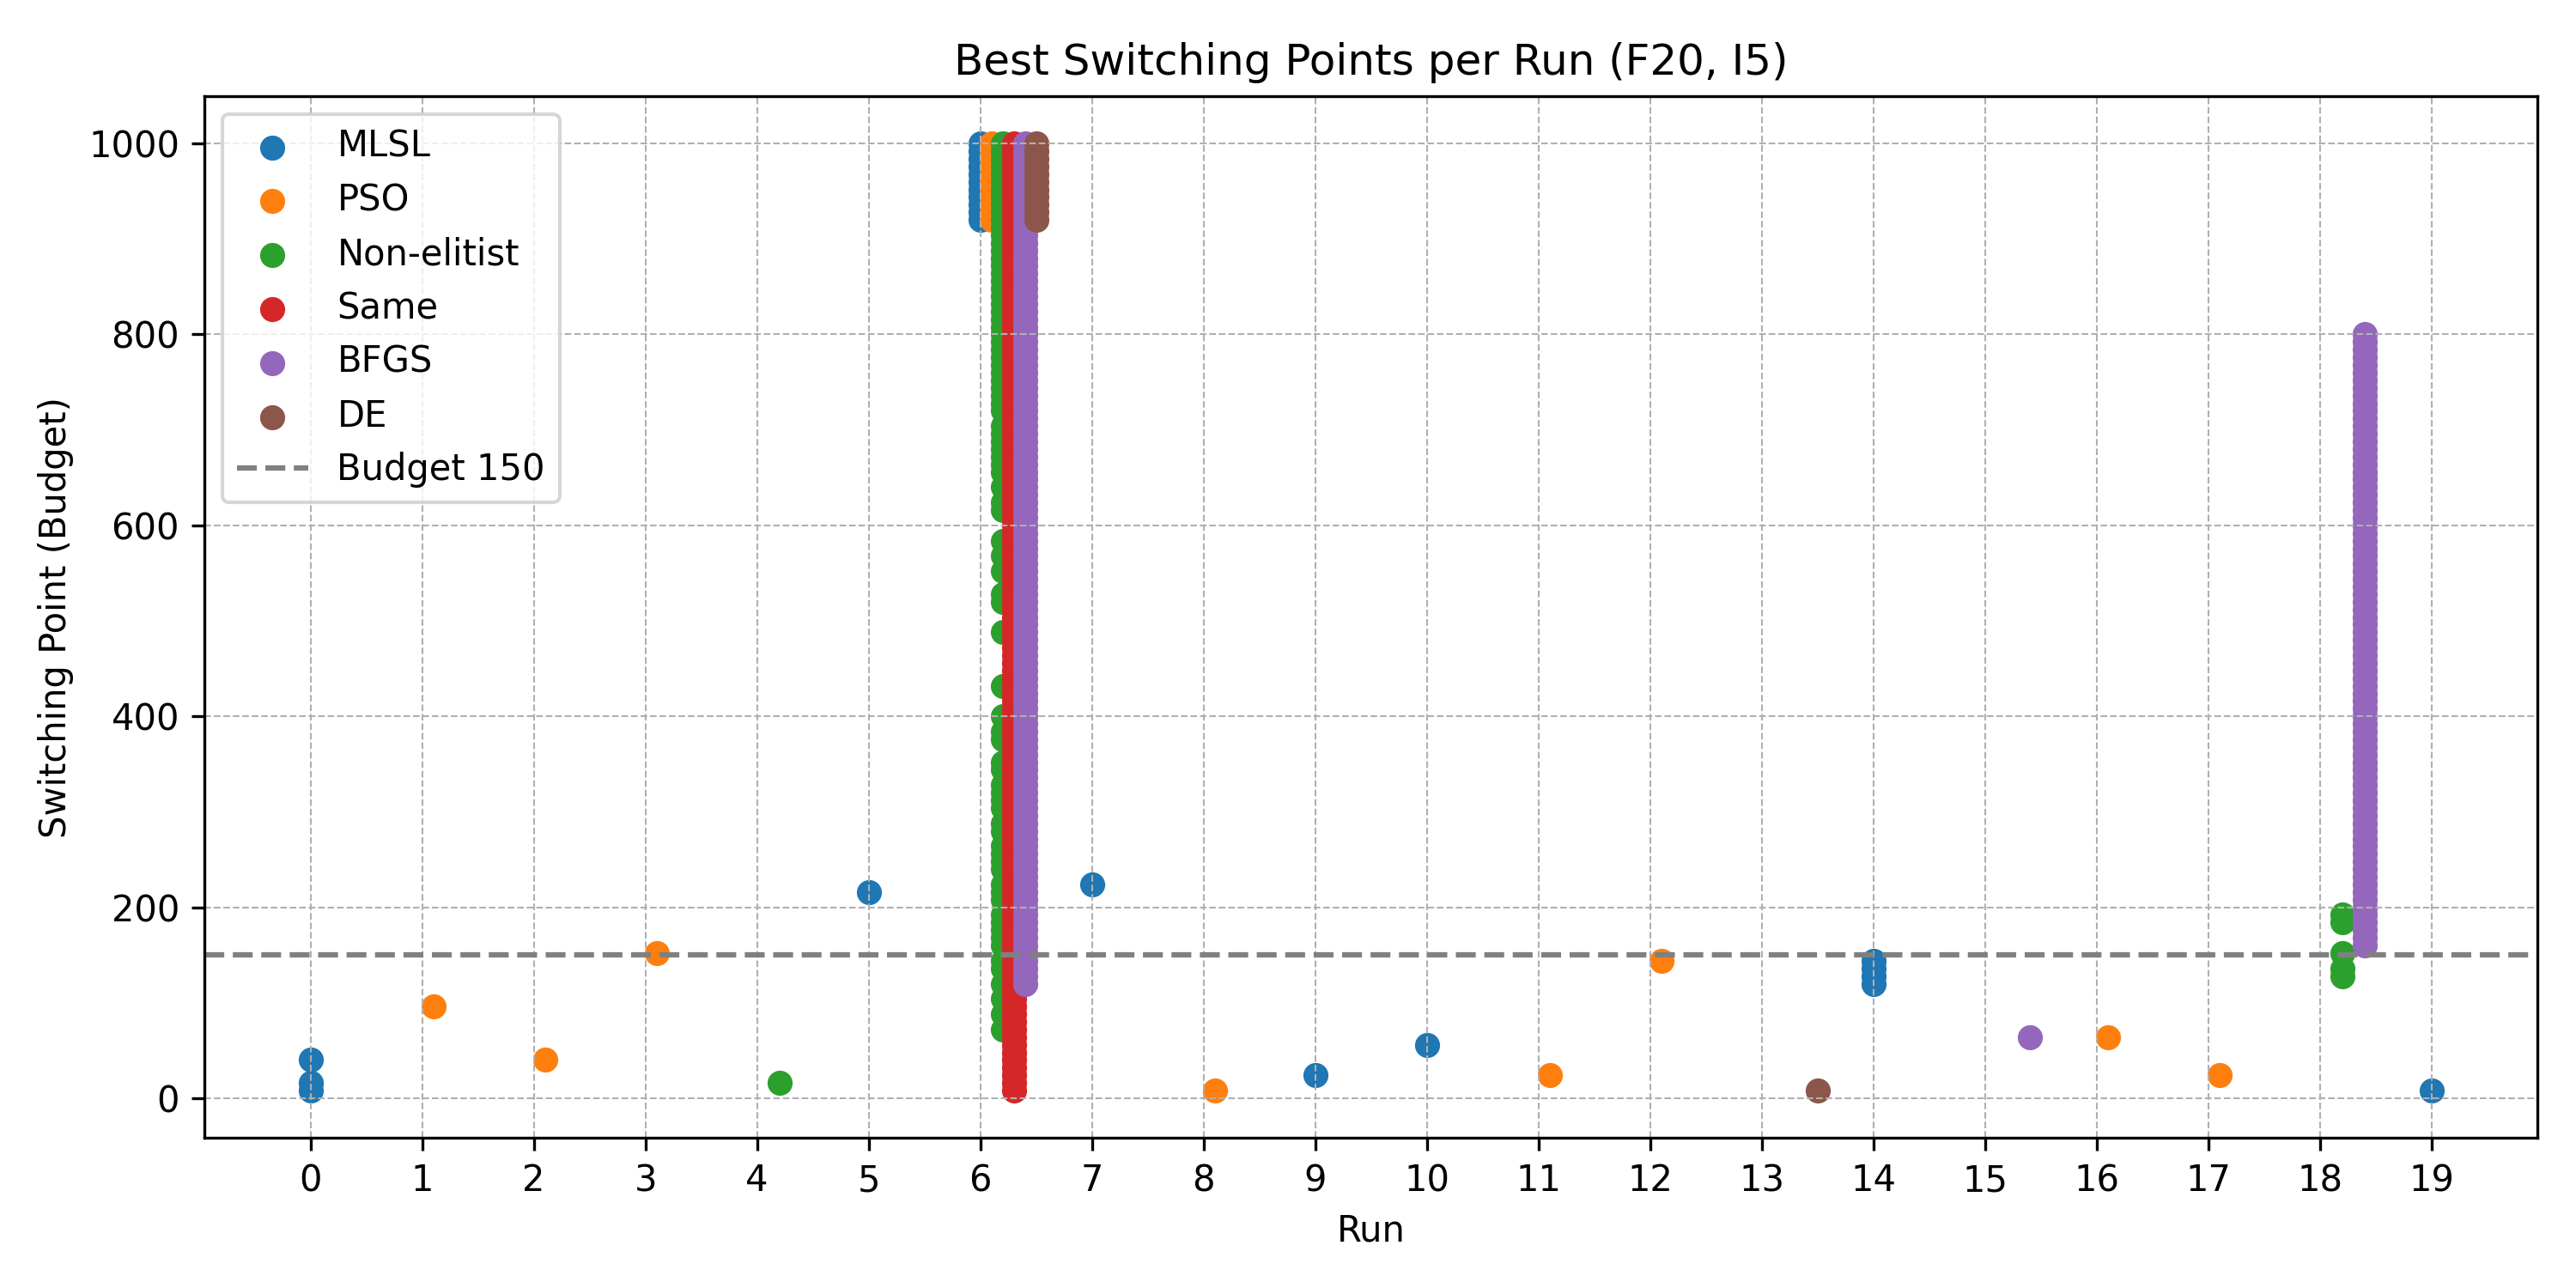 Best Switching Points per Run (F20, I5)
Switching Point (Budget)
1000
800
600
400
200
0
MLSL
PSO
Non-elitist
Same
BFGS
DE
Budget 150
0 1 2 3 4 5 6 7 8 9 10 11 12 13 14 15 16 17 18 19
Run